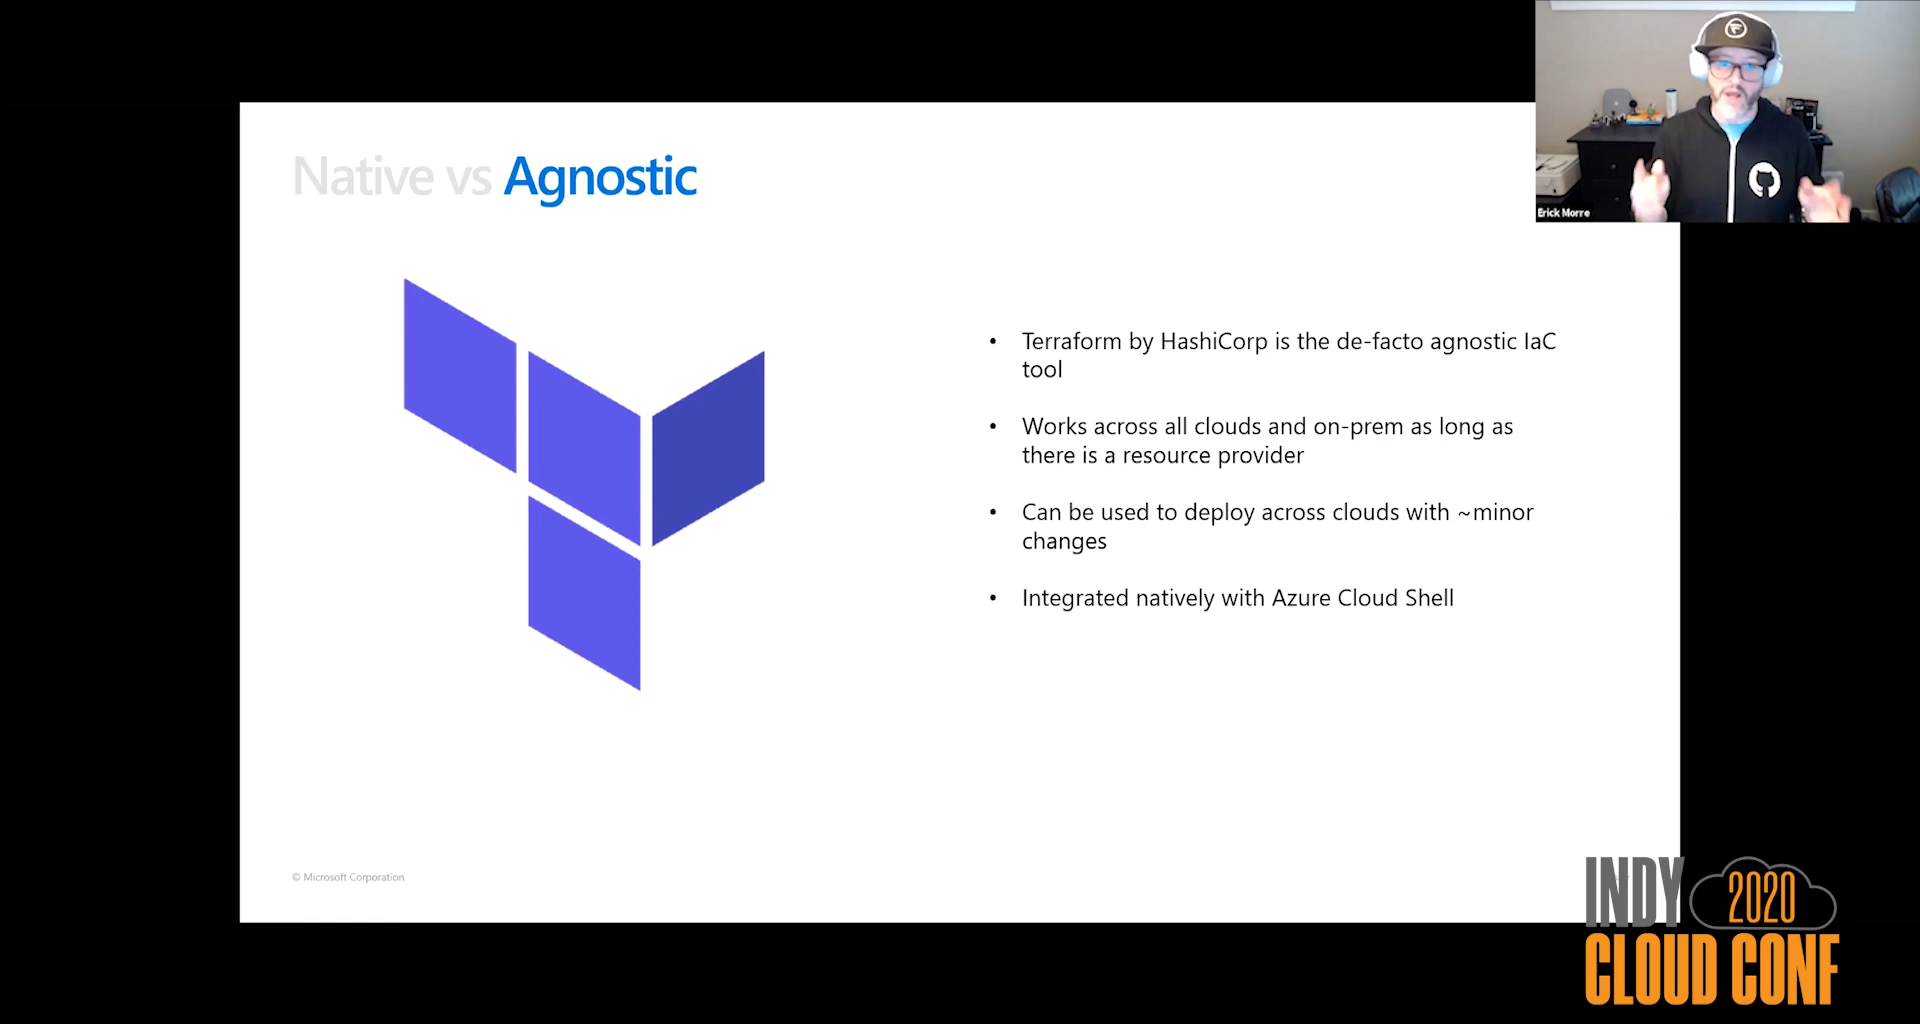 Native vs Agnostic
Erick Morre
• Terraform by HashiCorp is the de-facto agnostic IaC
tool
• Works across all clouds and on-prem as long as
there is a resource provider
• Can be used to deploy across clouds with ~minor
changes
• Integrated natively with Azure Cloud Shell
© Microsoft Corporation
INDY 2020
CLOUD CONF